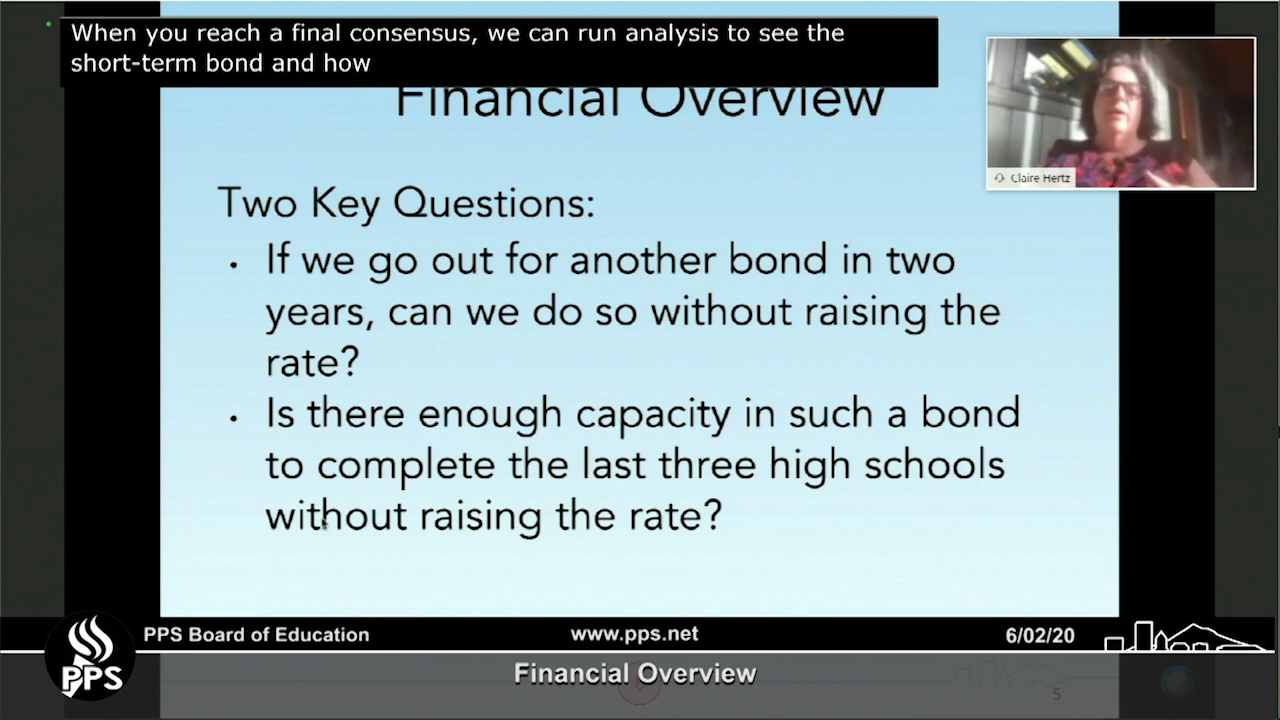 When you reach a final consensus, we can run analysis to see the
short-term bond and how
Financial Overview
Claire Hertz
Two Key Questions:
• If we go out for another bond in two
years, can we do so without raising the
rate?
• Is there enough capacity in such a bond
to complete the last three high schools
without raising the rate?
PPS Board of Education
www.pps.net
6/02/20
PPS
Financial Overview
5